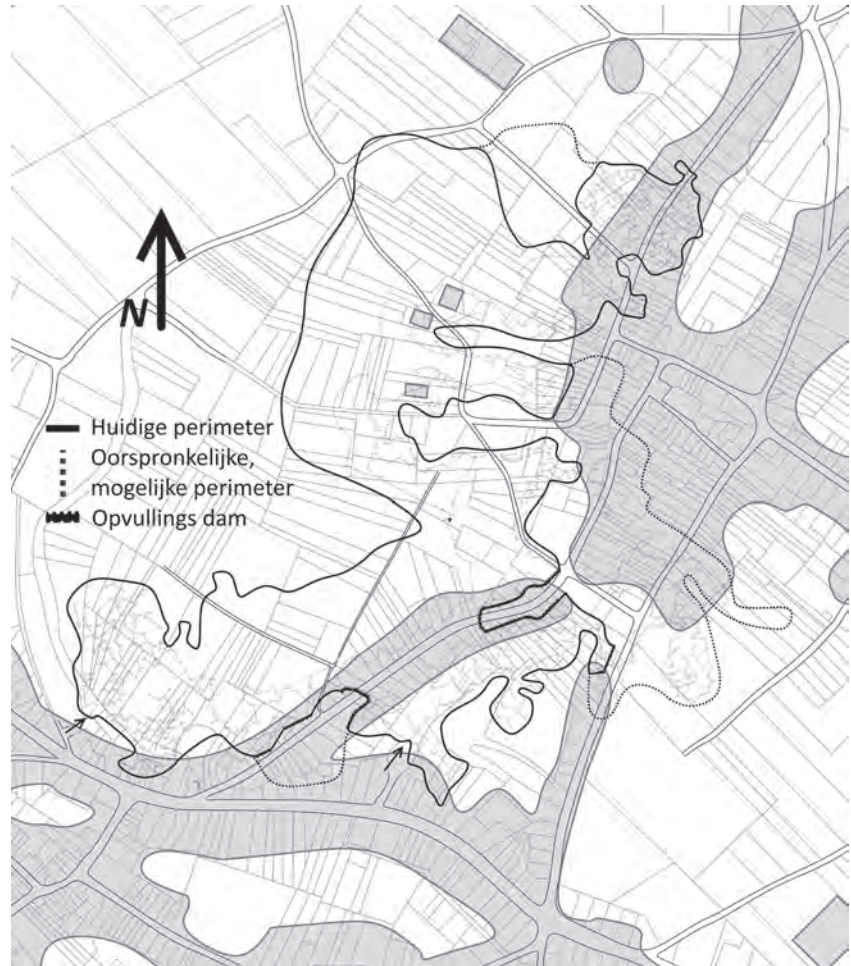 N
Huidige perimeter
Oorspronkelijke,
mogelijke perimeter
Opvullings dam